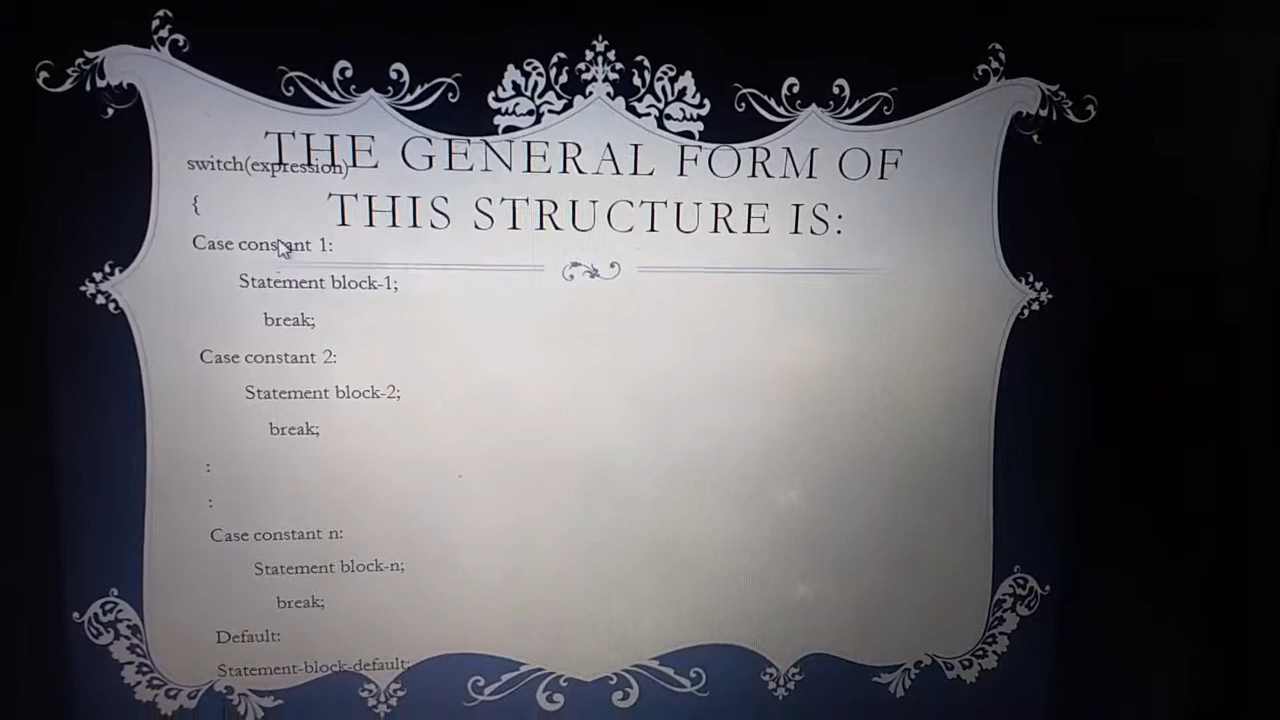 THE GENERAL FORM OF
THIS STRUCTURE IS:
switch(expression)
{
Case constant 1:
Statement block-1;
break;
Case constant 2:
Statement block-2;
break;
:
:
Case constant n:
Statement block-n;
break;
Default:
Statement-block-default;